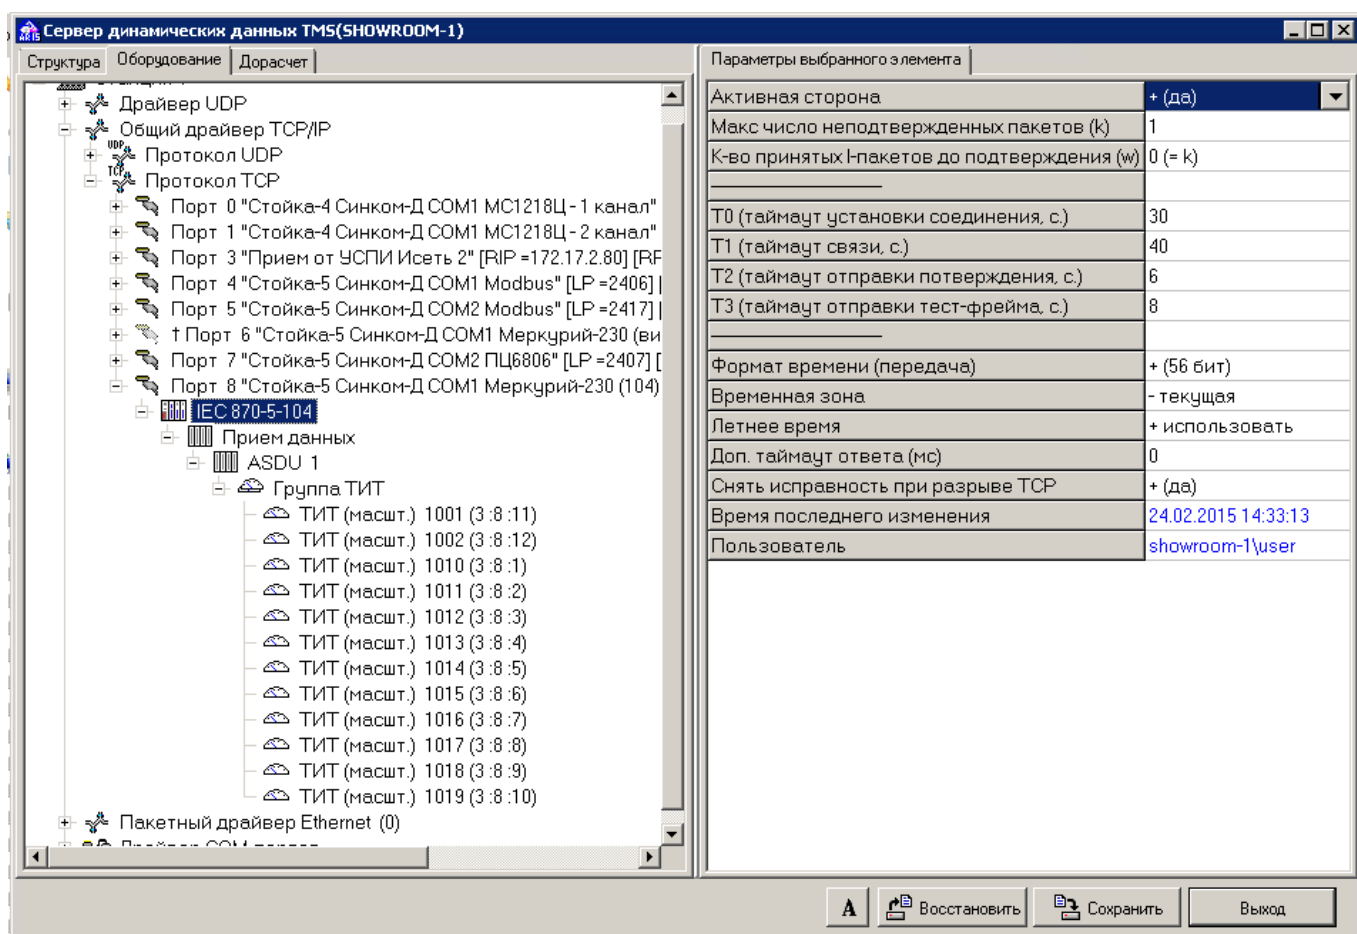 Сервер динамических данных TMS(SHOWROOM-1)
Структура Оборудование Дорасчет
Драйвер UDP
Общий драйвер TCP/IP
UDP Протокол UDP
TCP Протокол TCP
Порт 0 "Стойка-4 Синком-Д COM1 МС1218Ц - 1 канал"
Порт 1 "Стойка-4 Синком-Д COM1 МС1218Ц - 2 канал"
Порт 3 "Прием от УСПИ Исеть 2" [RIP =172.17.2.80] [RF
Порт 4 "Стойка-5 Синком-Д COM1 Modbus" [LP =2406] |
Порт 5 "Стойка-5 Синком-Д COM2 Modbus" [LP =2417] |
† Порт 6 "Стойка-5 Синком-Д COM1 Меркурий-230 (ви
Порт 7 "Стойка-5 Синком-Д COM2 ПЦ6806" [LP =2407] [
Порт 8 "Стойка-5 Синком-Д COM1 Меркурий-230 (104)
IEC 870-5-104
Прием данных
ASDU 1
Группа ТИТ
ТИТ (масшт.) 1001 (3 :8 :11)
ТИТ (масшт.) 1002 (3 :8 :12)
ТИТ (масшт.) 1010 (3 :8 :1)
ТИТ (масшт.) 1011 (3 :8 :2)
ТИТ (масшт.) 1012 (3 :8 :3)
ТИТ (масшт.) 1013 (3 :8 :4)
ТИТ (масшт.) 1014 (3 :8 :5)
ТИТ (масшт.) 1015 (3 :8 :6)
ТИТ (масшт.) 1016 (3 :8 :7)
ТИТ (масшт.) 1017 (3 :8 :8)
ТИТ (масшт.) 1018 (3 :8 :9)
ТИТ (масшт.) 1019 (3 :8 :10)
Пакетный драйвер Ethernet (0)
Параметры выбранного элемента
Активная сторона + (да)
Макс число неподтвержденных пакетов (k) 1
К-во принятых I-пакетов до подтверждения (w) 0 (= k)
T0 (таймаут установки соединения, с.) 30
T1 (таймаут связи, с.) 40
T2 (таймаут отправки потверждения, с.) 6
T3 (таймаут отправки тест-фрейма, с.) 8
Формат времени (передача) + (56 бит)
Временная зона - текущая
Летнее время + использовать
Доп. таймаут ответа (мс) 0
Снять исправность при разрыве TCP + (да)
Время последнего изменения 24.02.2015 14:33:13
Пользователь showroom-1\user
A Восстановить Сохранить Выход